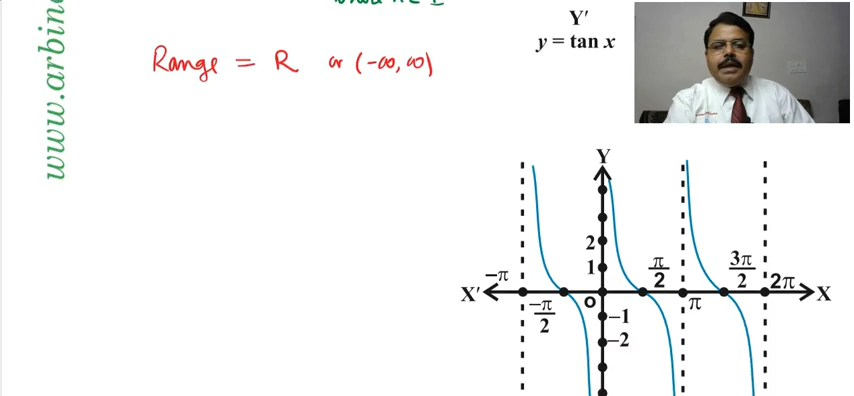 www.arbin
Y′
y = tan x
Range = R or (-∞, ∞)
Y
2
1
-π
π/2
3π/2
2π
X′
X
O
-π/2
π
-1
-2